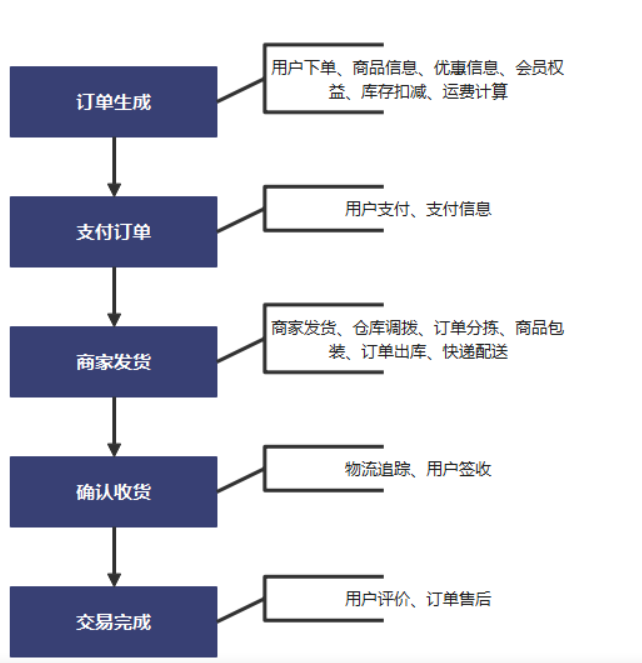 订单生成
用户下单、商品信息、优惠信息、会员权
益、库存扣减、运费计算
支付订单
用户支付、支付信息
商家发货
商家发货、仓库调拨、订单分拣、商品包
装、订单出库、快递配送
确认收货
物流追踪、用户签收
交易完成
用户评价、订单售后